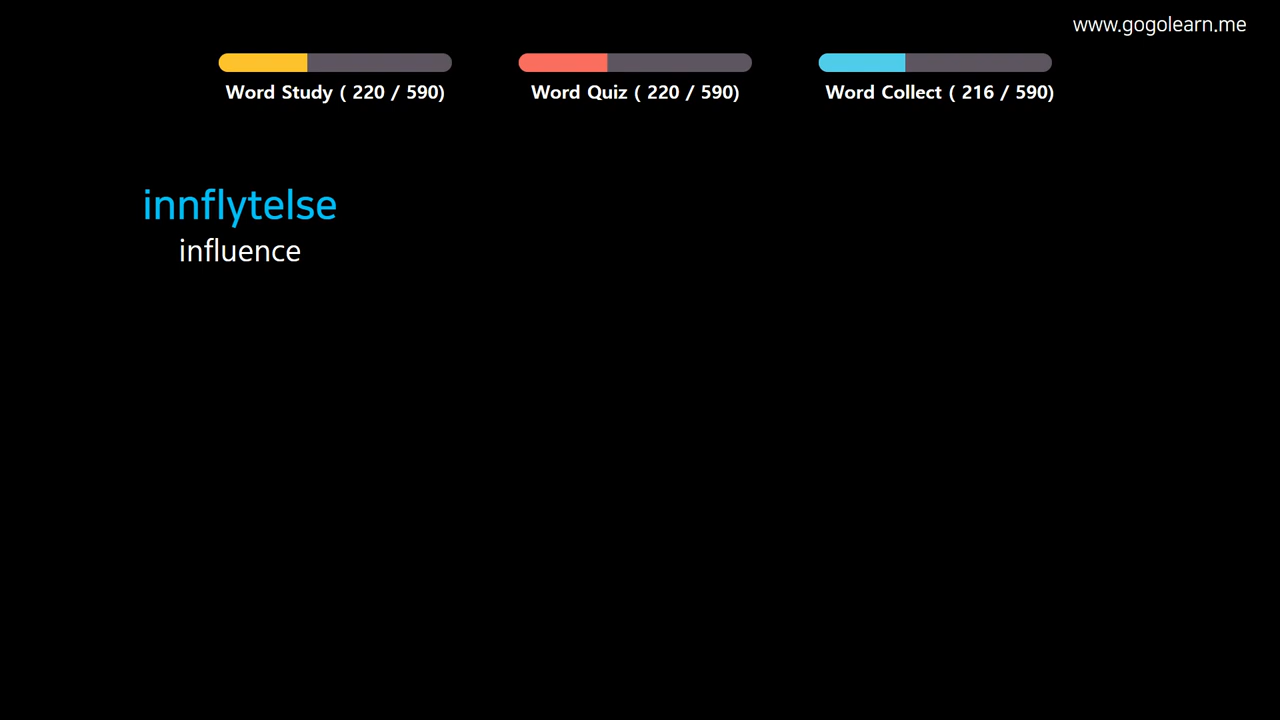 www.gogolearn.me
Word Study ( 220 / 590)
Word Quiz ( 220 / 590)
Word Collect ( 216 / 590)
innflytelse
influence